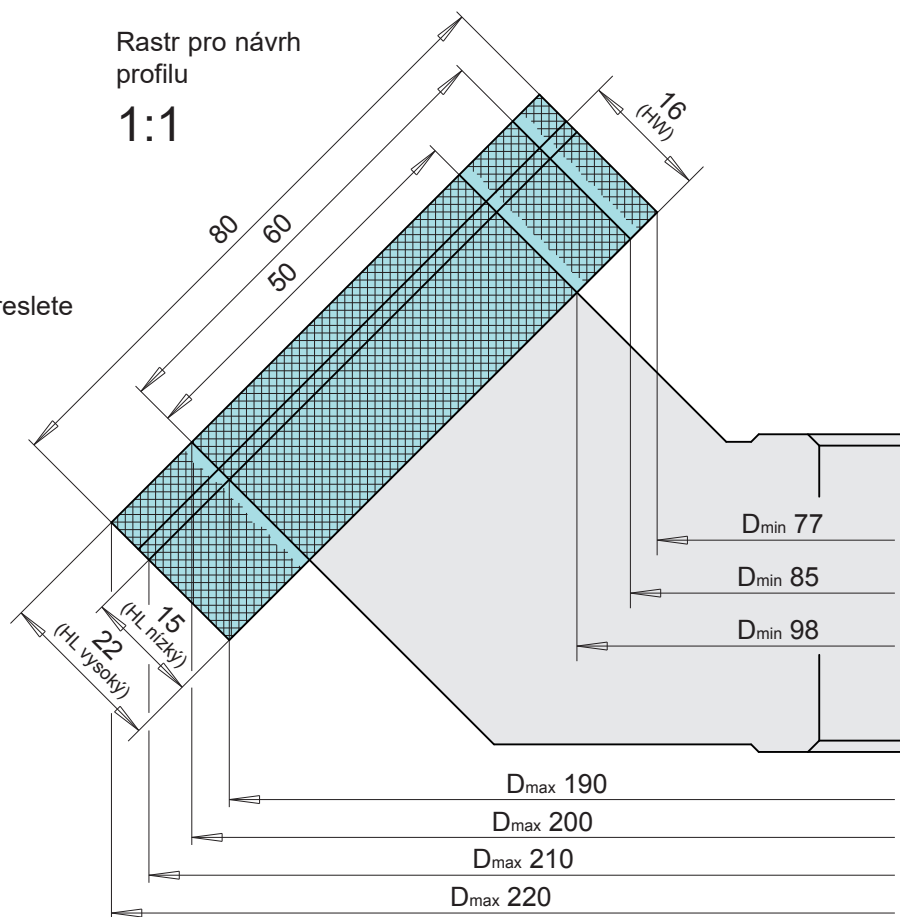 Rastr pro návrh
profilu
1:1
80
60
50
16
(HW)
reslete
Dmin 77
Dmin 85
Dmin 98
15
(HL nízký)
22
(HL vysoký)
Dmax 190
Dmax 200
Dmax 210
Dmax 220